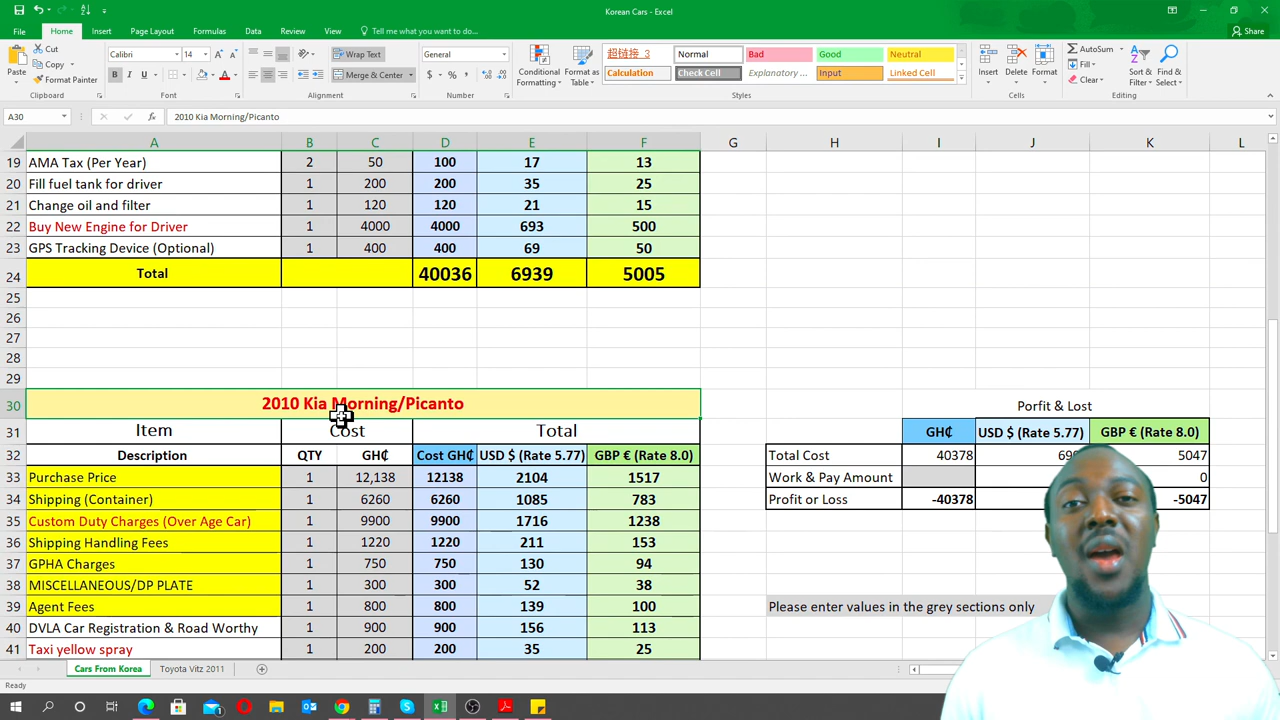 Korean Cars - Excel
File Home Insert Page Layout Formulas Data Review View Tell me what you want to do... Share
Paste Cut Copy Format Painter Clipboard
Calibri 14 B I U Font
Wrap Text Merge & Center Alignment
General $ % Number
Conditional Formatting Format as Table
超链接_3 Normal Bad Good Neutral
Calculation Check Cell Explanatory ... Input Linked Cell
Styles
Insert Delete Format Cells
AutoSum Fill Clear Sort & Filter Find & Select Editing
A30 fx 2010 Kia Morning/Picanto
A B C D E F G H I J K L
19 AMA Tax (Per Year) 2 50 100 17 13
20 Fill fuel tank for driver 1 200 200 35 25
21 Change oil and filter 1 120 120 21 15
22 Buy New Engine for Driver 1 4000 4000 693 500
23 GPS Tracking Device (Optional) 1 400 400 69 50
24 Total 40036 6939 5005
25
26
27
28
29
30 2010 Kia Morning/Picanto Porfit & Lost
31 Item Cost Total GH₵ USD $ (Rate 5.77) GBP € (Rate 8.0)
32 Description QTY GH₵ Cost GH₵ USD $ (Rate 5.77) GBP € (Rate 8.0) Total Cost 40378 5047
33 Purchase Price 1 12,138 12138 2104 1517 Work & Pay Amount 0
34 Shipping (Container) 1 6260 6260 1085 783 Profit or Loss -40378 -5047
35 Custom Duty Charges (Over Age Car) 1 9900 9900 1716 1238
36 Shipping Handling Fees 1 1220 1220 211 153
37 GPHA Charges 1 750 750 130 94
38 MISCELLANEOUS/DP PLATE 1 300 300 52 38
39 Agent Fees 1 800 800 139 100 Please enter values in the grey sections only
40 DVLA Car Registration & Road Worthy 1 900 900 156 113
41 Taxi yellow spray 1 200 200 35 25
Cars From Korea Toyota Vitz 2011
Ready